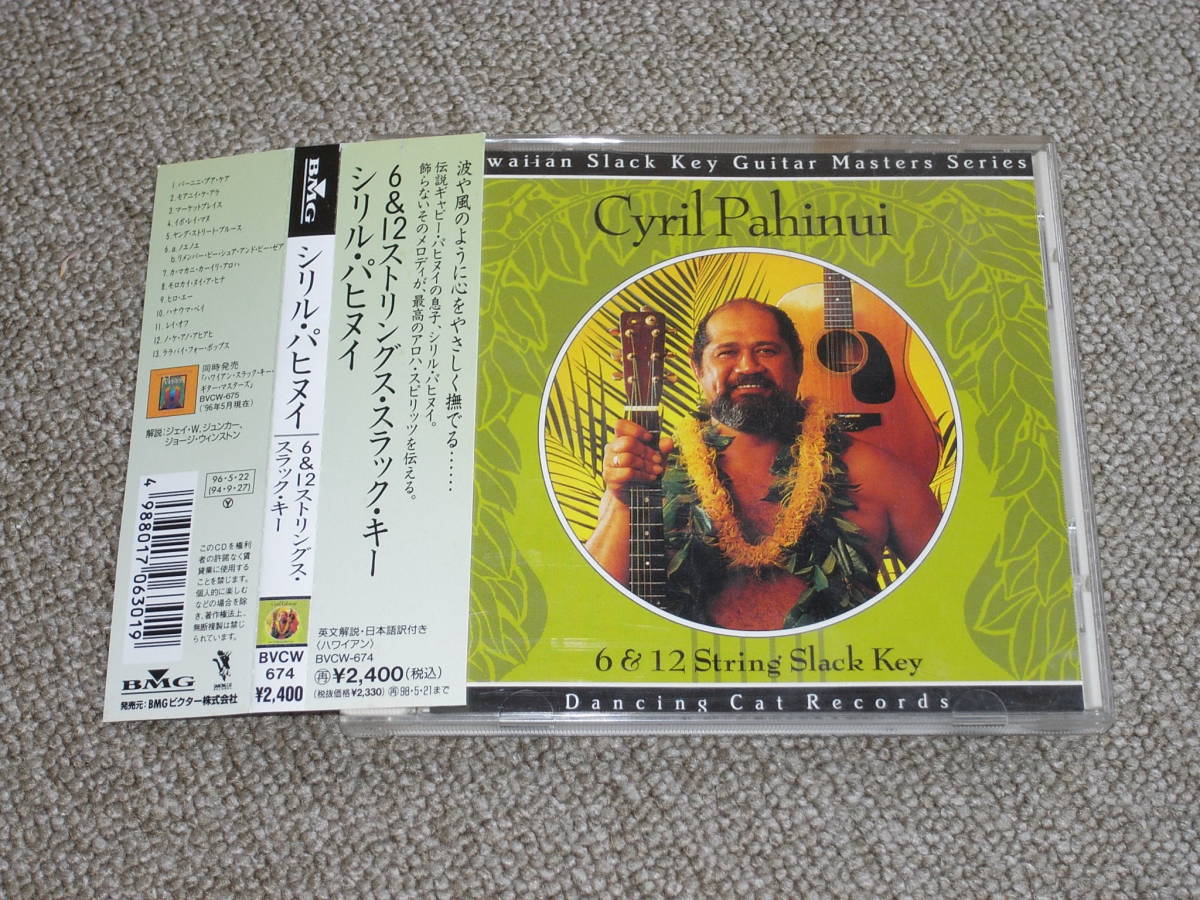 1. パーニニ・プア・ケア
2. モアニイ・ケ・アラ
3. マーケットプレイス
4. イポ・レイ・マヌ
5. ヤング・ストリート・ブルース
6. a. ノエノエ
b. リメンバー・ビー・シュア・アンド・ビー・ゼア
7. カ・マカニ・カーイリ・アロハ
8. モロカイ・ヌイ・ア・ヒナ
9. ヒロ・エー
10. ハナウマ・ベイ
11. レイ・オフ
12. ノ・ケ・アノ・アヒアヒ
13. ララバイ・フォー・ポップス
同時発売
「ハワイアン・スラック・キー・
ギター・マスターズ」
BVCW-675
('96年5月現在)
解説：ジェイ・W. ジュンカー、
ジョージ・ウィンストン
96・5・22
(94・9・27)
Ⓨ
4 988017 063019
このCDを権利
者の許諾なく賃
貸業に使用する
ことを禁じます。
個人的に楽しむ
などの場合を除
き、著作権法上、
無断複製は禁じ
られています。
BMG
発売元：BMGビクター株式会社
BMG
シリル・パヒヌイ
6&12ストリングス・
スラック・キー
BVCW
674
¥2,400
波や風のように心をやさしく撫でる……
伝説ギャビー・パヒヌイの息子、シリル・パヒヌイ。
飾らないそのメロディが、最高のアロハ・スピリッツを伝える。
6&12ストリングス・スラック・キー
シリル・パヒヌイ
英文解説・日本語訳付き
〈ハワイアン〉
BVCW-674
再¥2,400(税込)
(税抜価格¥2,330) 再98・5・21まで
waiian Slack Key Guitar Masters Series
Cyril Pahinui
6 & 12 String Slack Key
Dancing Cat Records